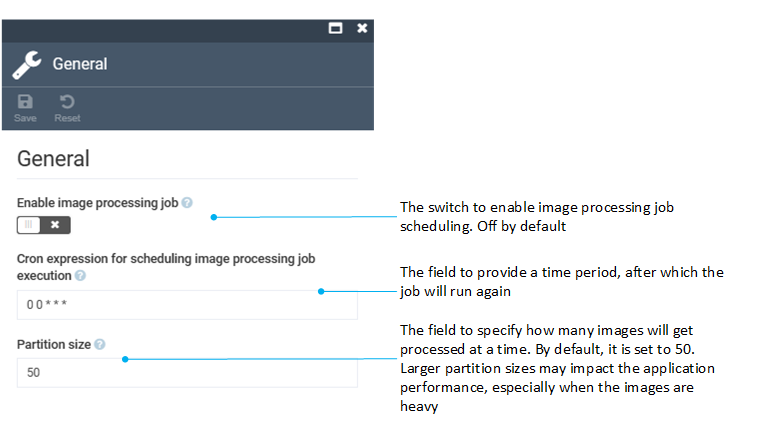 General
Save Reset
General
Enable image processing job
Cron expression for scheduling image processing job
execution
0 0 * * *
Partition size
50
The switch to enable image processing job
scheduling. Off by default
The field to provide a time period, after which the
job will run again
The field to specify how many images will get
processed at a time. By default, it is set to 50.
Larger partition sizes may impact the application
performance, especially when the images are
heavy